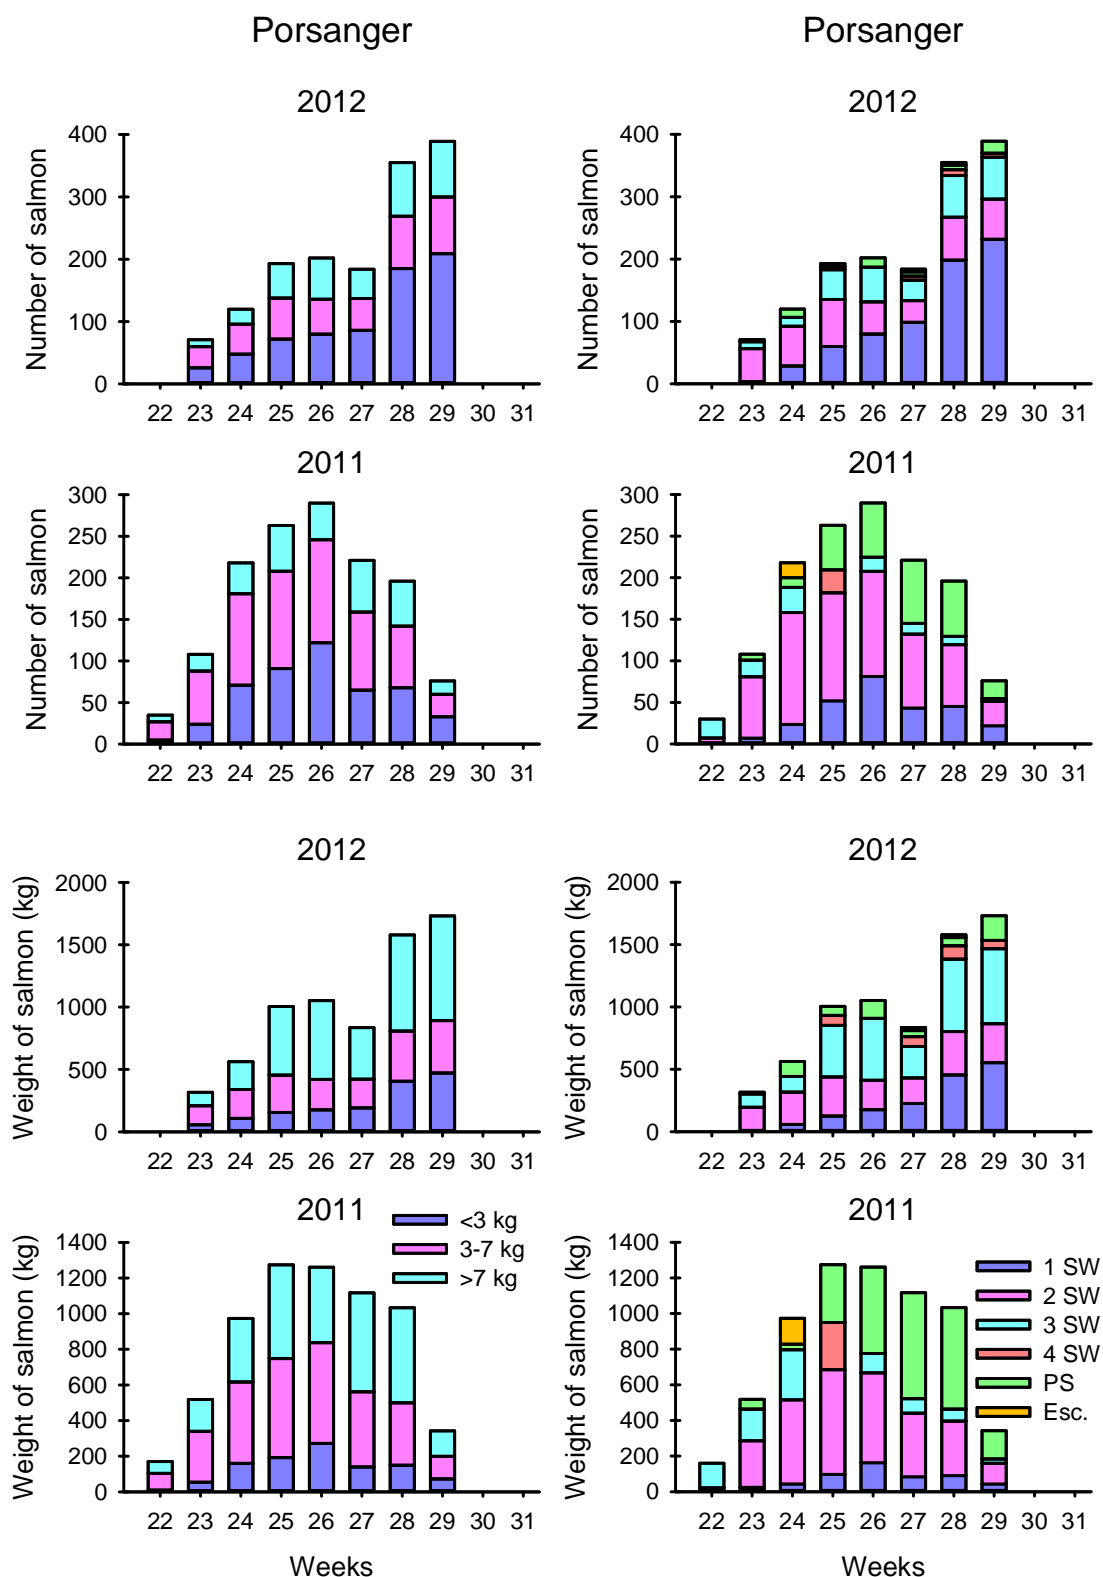 Porsanger Porsanger
2012 2012
Number of salmon
400
300
200
100
0
22 23 24 25 26 27 28 29 30 31
Number of salmon
400
300
200
100
0
22 23 24 25 26 27 28 29 30 31
2011 2011
Number of salmon
300
250
200
150
100
50
0
22 23 24 25 26 27 28 29 30 31
Number of salmon
300
250
200
150
100
50
0
22 23 24 25 26 27 28 29 30 31
2012 2012
Weight of salmon (kg)
2000
1500
1000
500
0
22 23 24 25 26 27 28 29 30 31
Weight of salmon (kg)
2000
1500
1000
500
0
22 23 24 25 26 27 28 29 30 31
2011 2011
Weight of salmon (kg)
1400
1200
1000
800
600
400
200
0
<3 kg
3-7 kg
>7 kg
22 23 24 25 26 27 28 29 30 31
Weeks
Weight of salmon (kg)
1400
1200
1000
800
600
400
200
0
1 SW
2 SW
3 SW
4 SW
PS
Esc.
22 23 24 25 26 27 28 29 30 31
Weeks